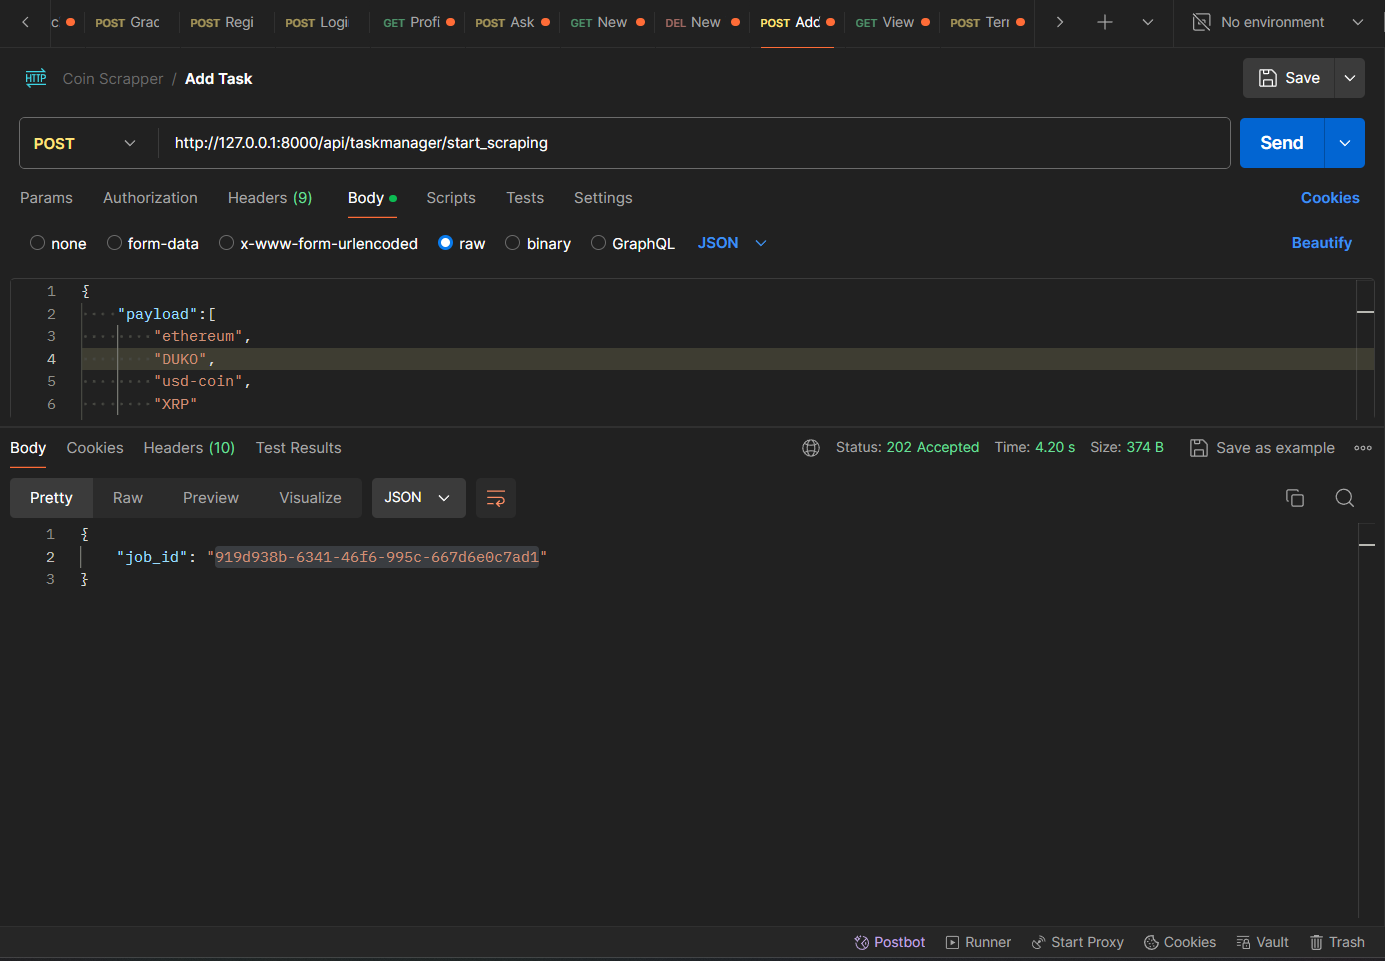 c POST Grac POST Regi POST Logi GET Profi POST Ask GET New DEL New POST Add GET View POST Terr No environment
HTTP Coin Scrapper / Add Task Save
POST http://127.0.0.1:8000/api/taskmanager/start_scraping Send
Params Authorization Headers (9) Body Scripts Tests Settings Cookies
none form-data x-www-form-urlencoded raw binary GraphQL JSON Beautify
1 {
2 "payload":[
3 "ethereum",
4 "DUKO",
5 "usd-coin",
6 "XRP"
Body Cookies Headers (10) Test Results Status: 202 Accepted Time: 4.20 s Size: 374 B Save as example
Pretty Raw Preview Visualize JSON
1 {
2 "job_id": "919d938b-6341-46f6-995c-667d6e0c7ad1"
3 }
Postbot Runner Start Proxy Cookies Vault Trash